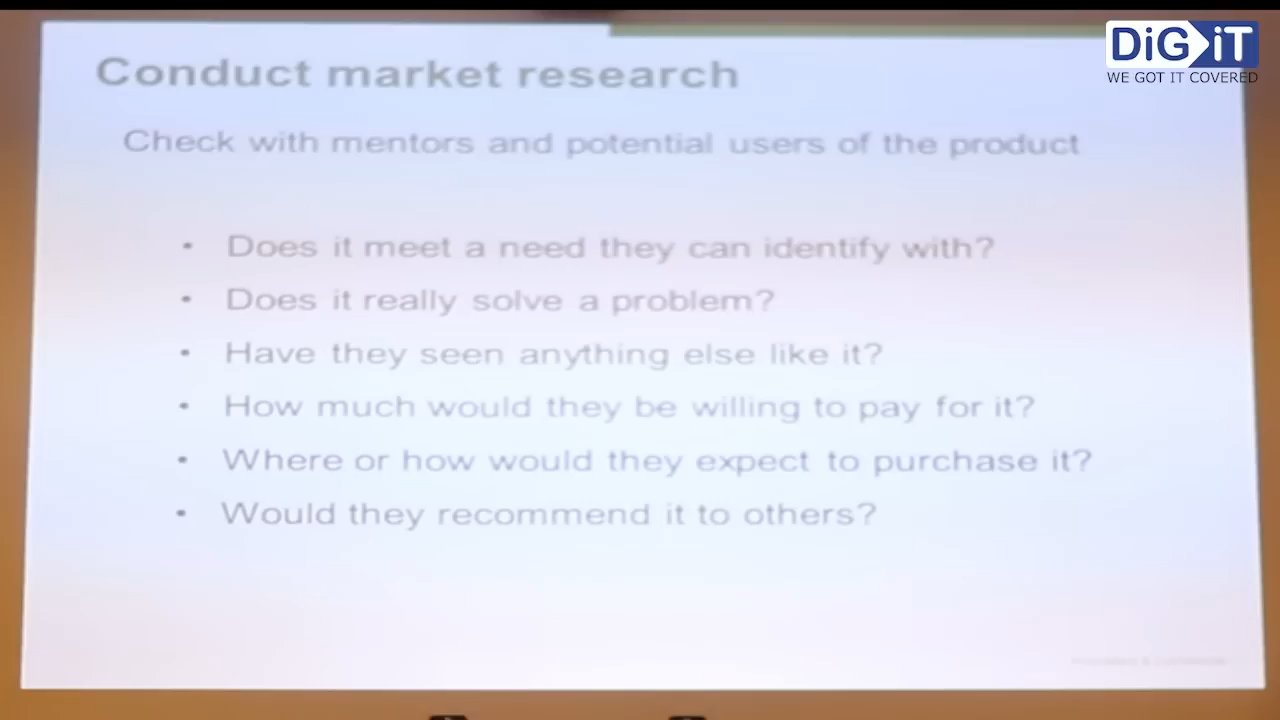 DiG iT
WE GOT IT COVERED
Conduct market research
Check with mentors and potential users of the product
• Does it meet a need they can identify with?
• Does it really solve a problem?
• Have they seen anything else like it?
• How much would they be willing to pay for it?
• Where or how would they expect to purchase it?
• Would they recommend it to others?